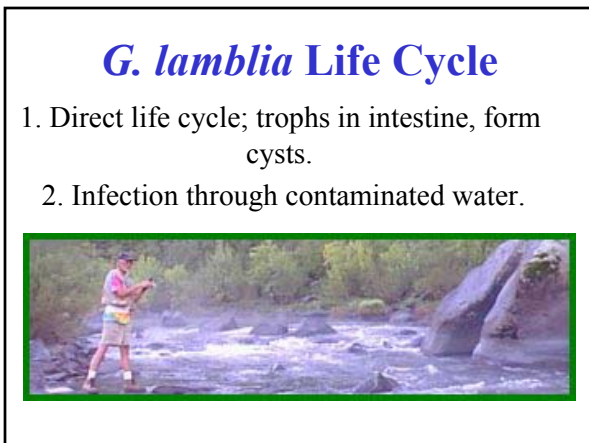 G. lamblia Life Cycle
1. Direct life cycle; trophs in intestine, form
cysts.
2. Infection through contaminated water.